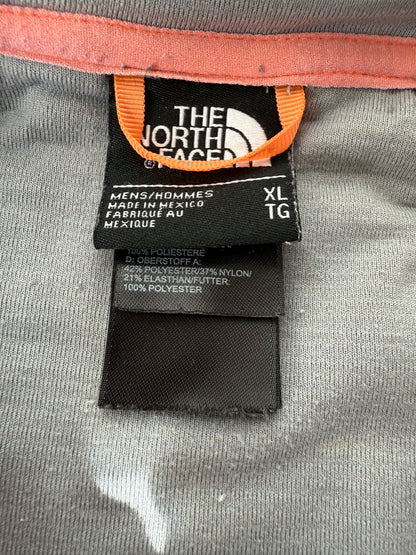 THE
NORTH
FACE
®
MENS/HOMMES
MADE IN MEXICO
FABRIQUÉ AU
MEXIQUE
XL
TG
100% POLIESTERE
D: OBERSTOFF A:
42% POLYESTER/37% NYLON/
21% ELASTHAN/FUTTER:
100% POLYESTER